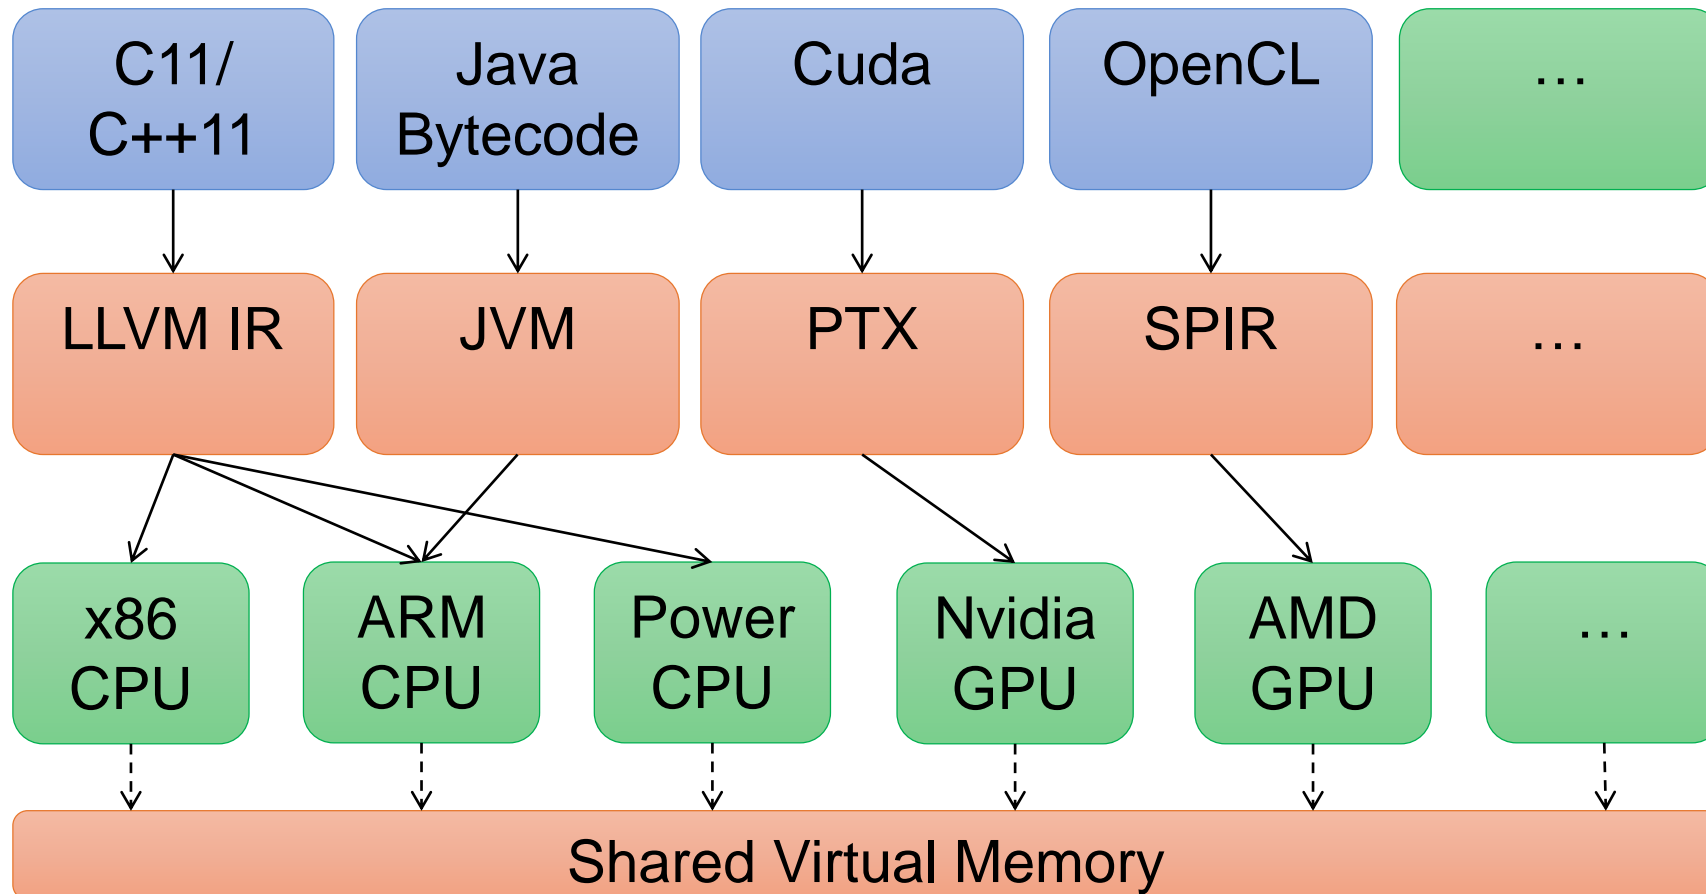 C11/
C++11
Java
Bytecode
Cuda
OpenCL
…
LLVM IR
JVM
PTX
SPIR
…
x86
CPU
ARM
CPU
Power
CPU
Nvidia
GPU
AMD
GPU
…
Shared Virtual Memory